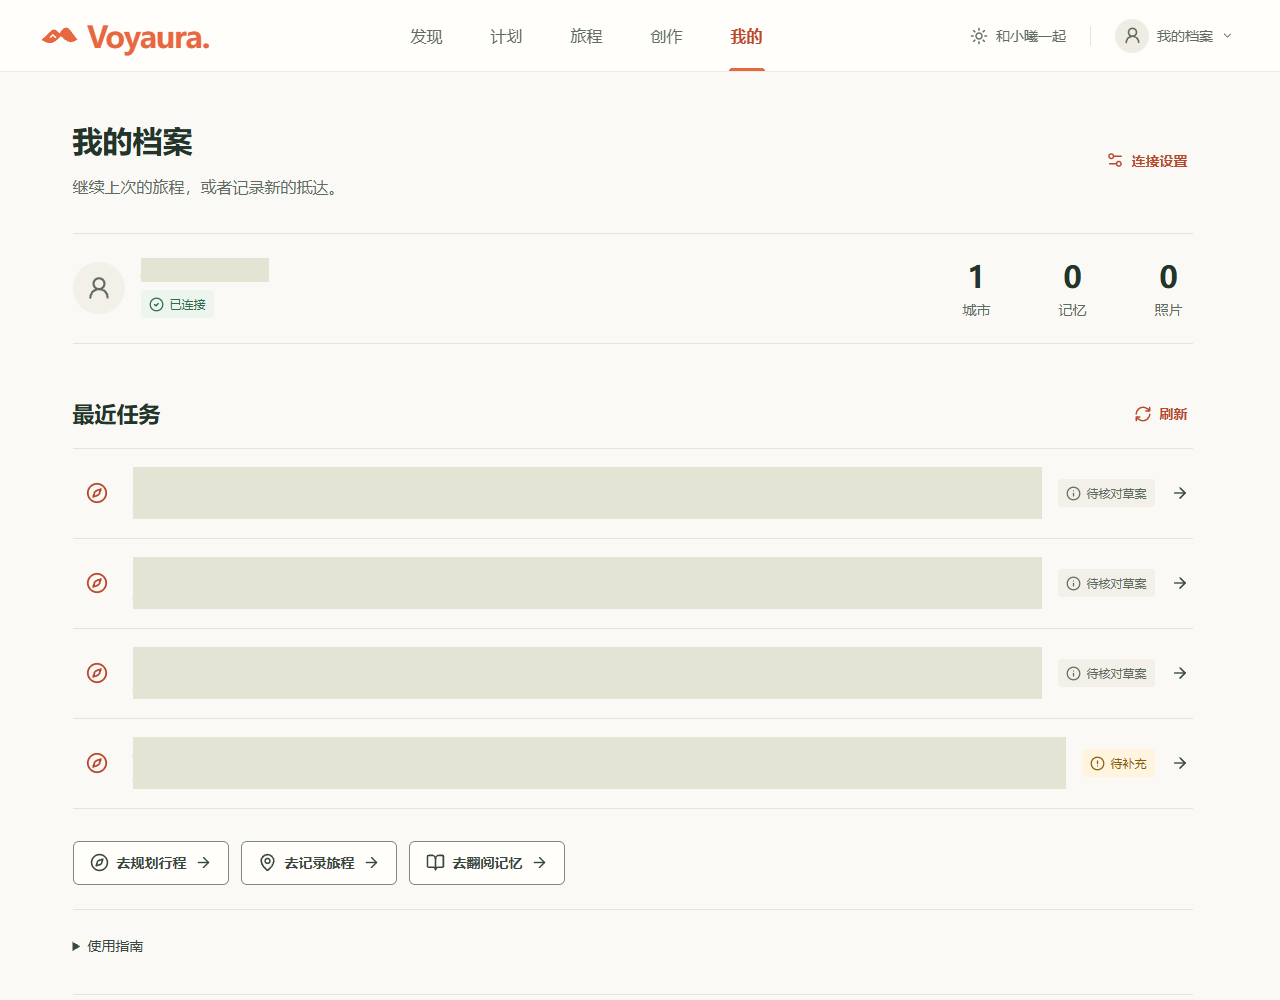 Voyaura.
发现
计划
旅程
创作
我的
和小曦一起
我的档案
我的档案
继续上次的旅程，或者记录新的抵达。
连接设置
已连接
1
城市
0
记忆
0
照片
最近任务
刷新
待核对草案
待核对草案
待核对草案
待补充
去规划行程
去记录旅程
去翻阅记忆
使用指南